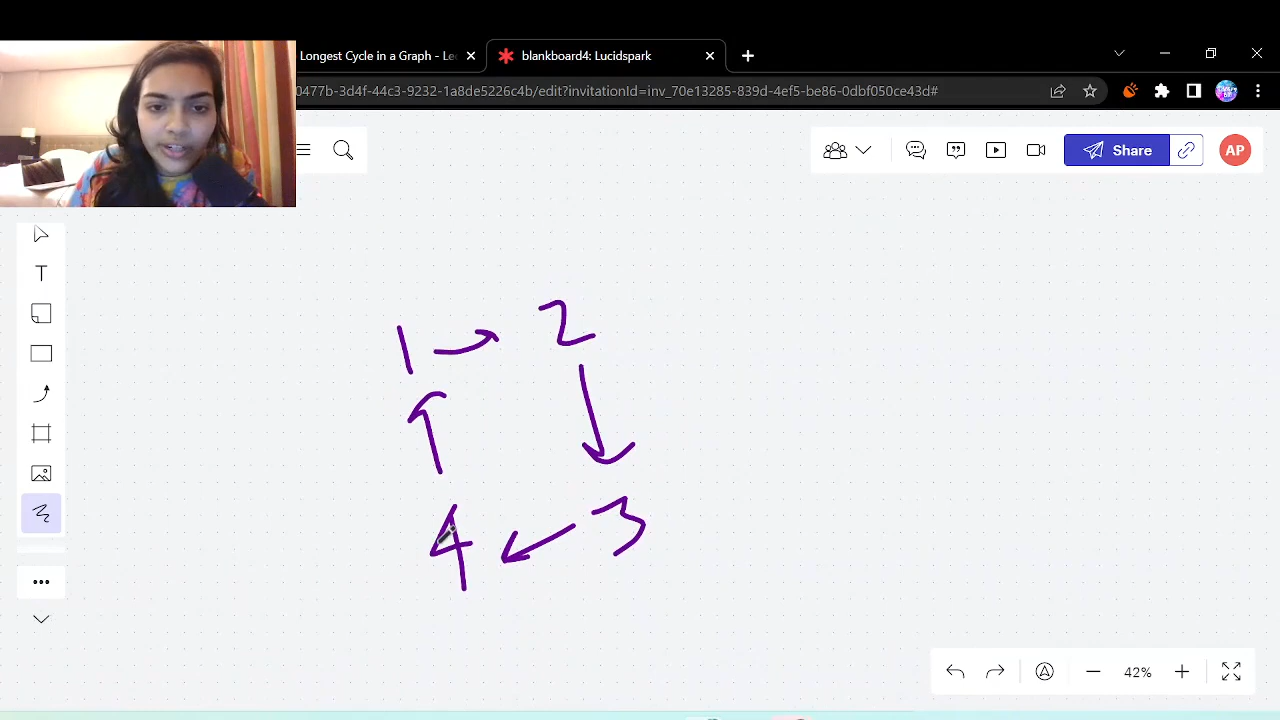 Longest Cycle in a Graph - Le
blankboard4: Lucidspark
0477b-3d4f-44c3-9232-1a8de5226c4b/edit?invitationId=inv_70e13285-839d-4ef5-be86-0dbf050ce43d#
Share
AP
T
1 → 2
4 ← 3
42%